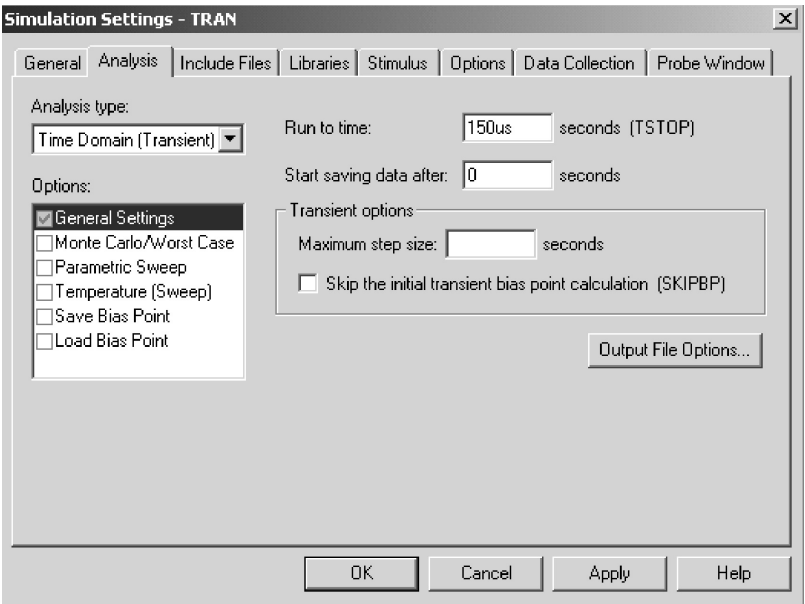 Simulation Settings - TRAN
General Analysis Include Files Libraries Stimulus Options Data Collection Probe Window
Analysis type:
Time Domain (Transient)
Options:
General Settings
Monte Carlo/Worst Case
Parametric Sweep
Temperature (Sweep)
Save Bias Point
Load Bias Point
Run to time: 150us seconds (TSTOP)
Start saving data after: 0 seconds
Transient options
Maximum step size: seconds
Skip the initial transient bias point calculation (SKIPBP)
Output File Options...
OK Cancel Apply Help